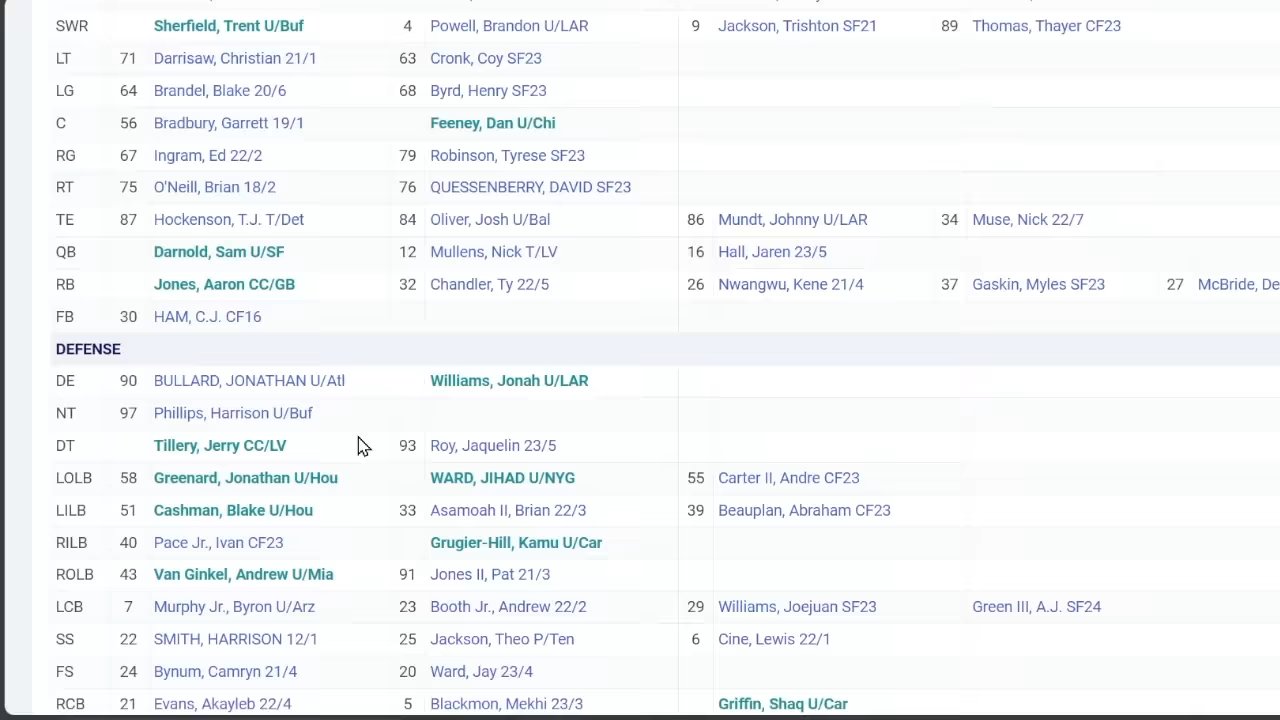 SWR Sherfield, Trent U/Buf 4 Powell, Brandon U/LAR 9 Jackson, Trishton SF21 89 Thomas, Thayer CF23
LT 71 Darrisaw, Christian 21/1 63 Cronk, Coy SF23
LG 64 Brandel, Blake 20/6 68 Byrd, Henry SF23
C 56 Bradbury, Garrett 19/1 Feeney, Dan U/Chi
RG 67 Ingram, Ed 22/2 79 Robinson, Tyrese SF23
RT 75 O'Neill, Brian 18/2 76 QUESSENBERRY, DAVID SF23
TE 87 Hockenson, T.J. T/Det 84 Oliver, Josh U/Bal 86 Mundt, Johnny U/LAR 34 Muse, Nick 22/7
QB Darnold, Sam U/SF 12 Mullens, Nick T/LV 16 Hall, Jaren 23/5
RB Jones, Aaron CC/GB 32 Chandler, Ty 22/5 26 Nwangwu, Kene 21/4 37 Gaskin, Myles SF23 27 McBride, De
FB 30 HAM, C.J. CF16
DEFENSE
DE 90 BULLARD, JONATHAN U/Atl Williams, Jonah U/LAR
NT 97 Phillips, Harrison U/Buf
DT Tillery, Jerry CC/LV 93 Roy, Jaquelin 23/5
LOLB 58 Greenard, Jonathan U/Hou WARD, JIHAD U/NYG 55 Carter II, Andre CF23
LILB 51 Cashman, Blake U/Hou 33 Asamoah II, Brian 22/3 39 Beauplan, Abraham CF23
RILB 40 Pace Jr., Ivan CF23 Grugier-Hill, Kamu U/Car
ROLB 43 Van Ginkel, Andrew U/Mia 91 Jones II, Pat 21/3
LCB 7 Murphy Jr., Byron U/Arz 23 Booth Jr., Andrew 22/2 29 Williams, Joejuan SF23 Green III, A.J. SF24
SS 22 SMITH, HARRISON 12/1 25 Jackson, Theo P/Ten 6 Cine, Lewis 22/1
FS 24 Bynum, Camryn 21/4 20 Ward, Jay 23/4
RCB 21 Evans, Akayleb 22/4 5 Blackmon, Mekhi 23/3 Griffin, Shaq U/Car